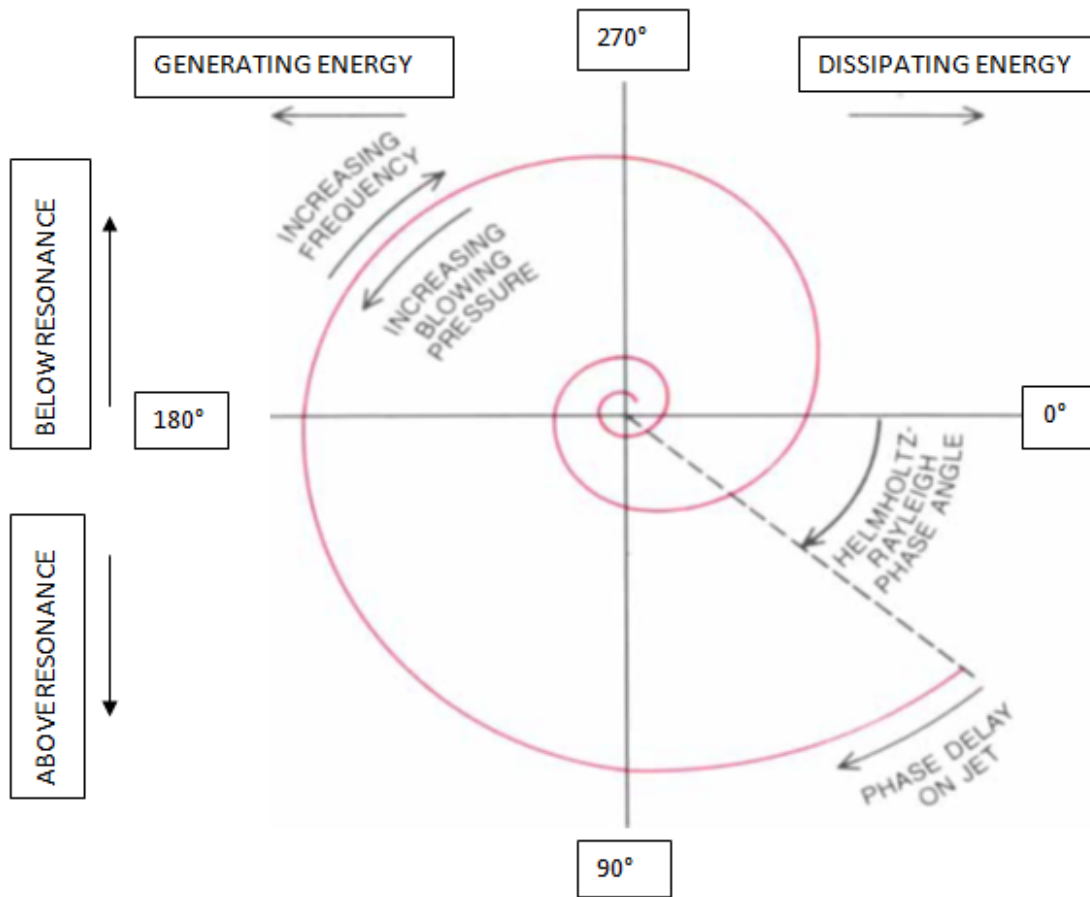 270°
GENERATING ENERGY
DISSIPATING ENERGY
INCREASING
FREQUENCY
INCREASING
BLOWING
PRESSURE
BELOW RESONANCE
180°
0°
HELMHOLTZ-
RAYLEIGH
PHASE ANGLE
ABOVE RESONANCE
PHASE DELAY
ON JET
90°